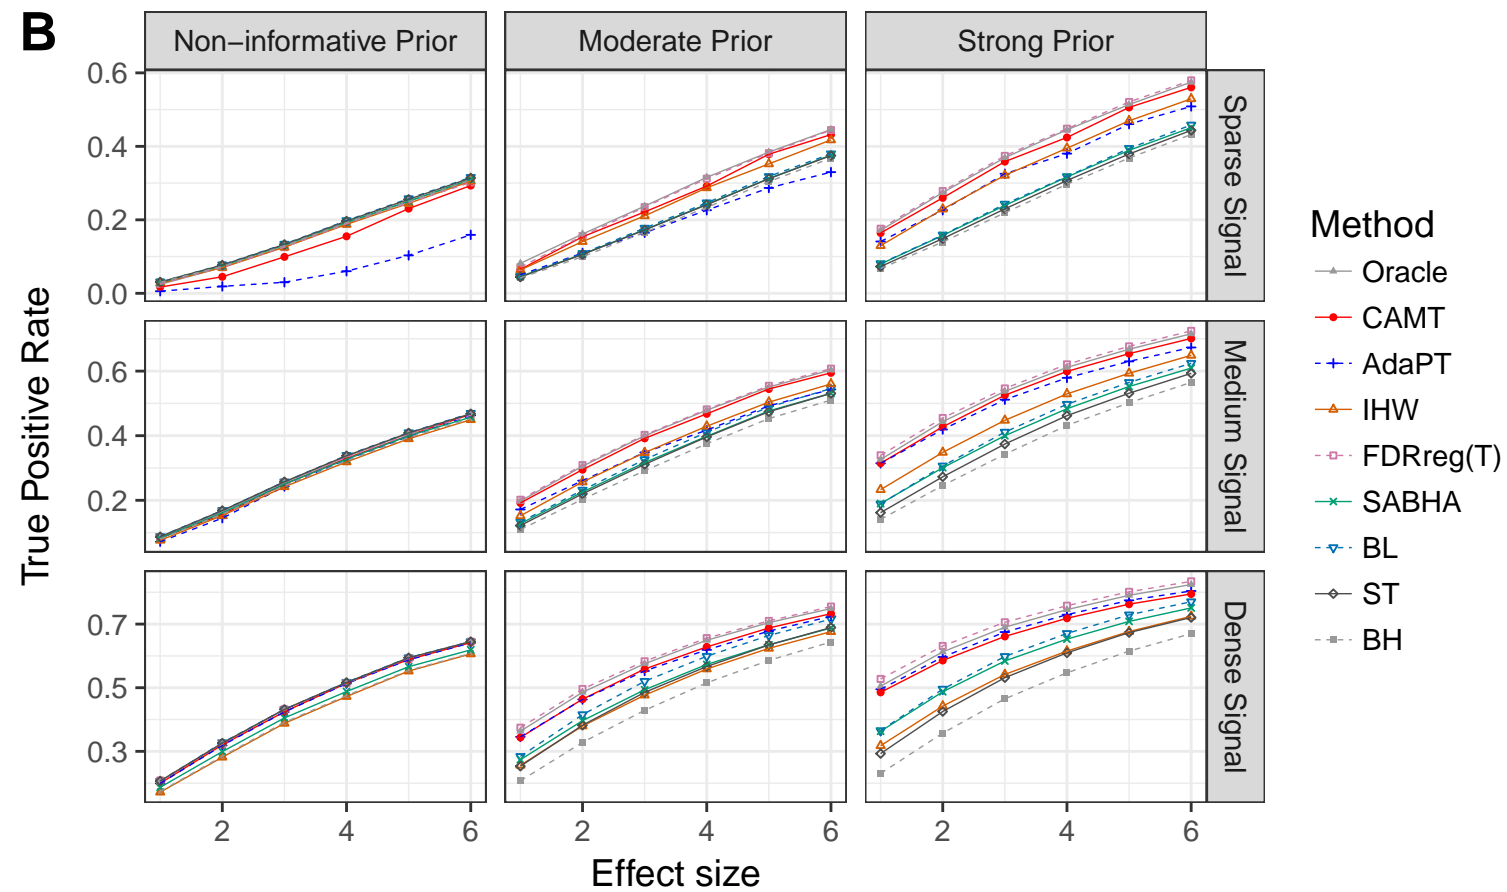 B
Non−informative Prior
Moderate Prior
Strong Prior
Sparse Signal
Medium Signal
Dense Signal
True Positive Rate
0.6
0.4
0.2
0.0
0.6
0.4
0.2
0.7
0.5
0.3
2 4 6
2 4 6
2 4 6
Effect size
Method
Oracle
CAMT
AdaPT
IHW
FDRreg(T)
SABHA
BL
ST
BH